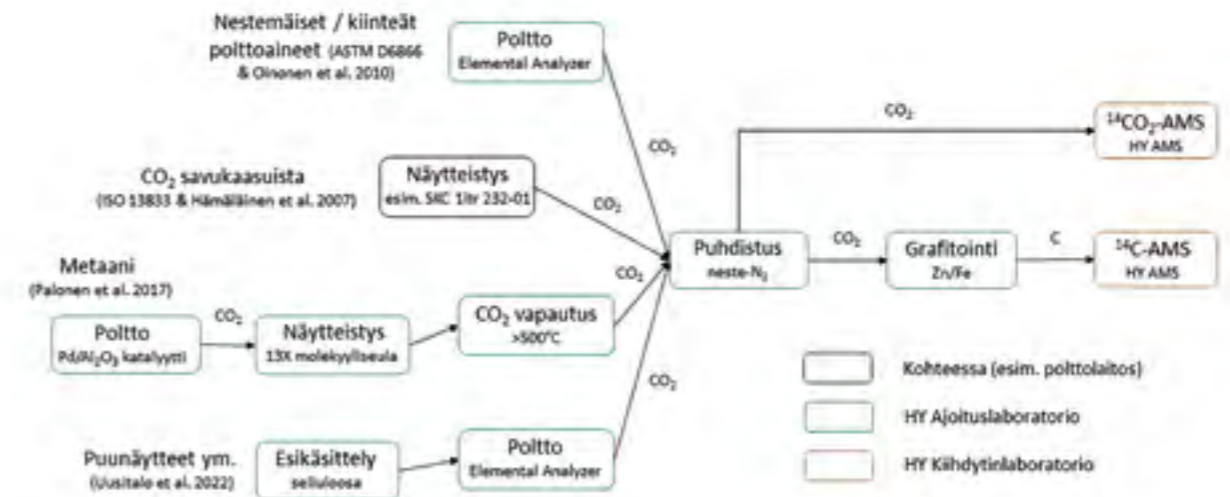 Nestemäiset / kiinteät
polttoaineet (ASTM D6866
& Oinonen et al. 2010)
Poltto
Elemental Analyzer
CO₂
CO₂
¹⁴CO₂-AMS
HY AMS
CO₂ savukaasuista
(ISO 13833 & Hämäläinen et al. 2007)
Näytteistys
esim. SKC 1ltr 232-01
CO₂
Puhdistus
neste-N₂
CO₂
Grafitointi
Zn/Fe
C
¹⁴C-AMS
HY AMS
Metaani
(Palonen et al. 2017)
Poltto
Pd/Al₂O₃ katalyytti
CO₂
Näytteistys
13X molekyyliseula
CO₂ vapautus
>500°C
CO₂
Puunäytteet ym.
(Uusitalo et al. 2022)
Esikäsittely
selluloosa
Poltto
Elemental Analyzer
CO₂
Kohteessa (esim. polttolaitos)
HY Ajoituslaboratorio
HY Kiihdytinlaboratorio